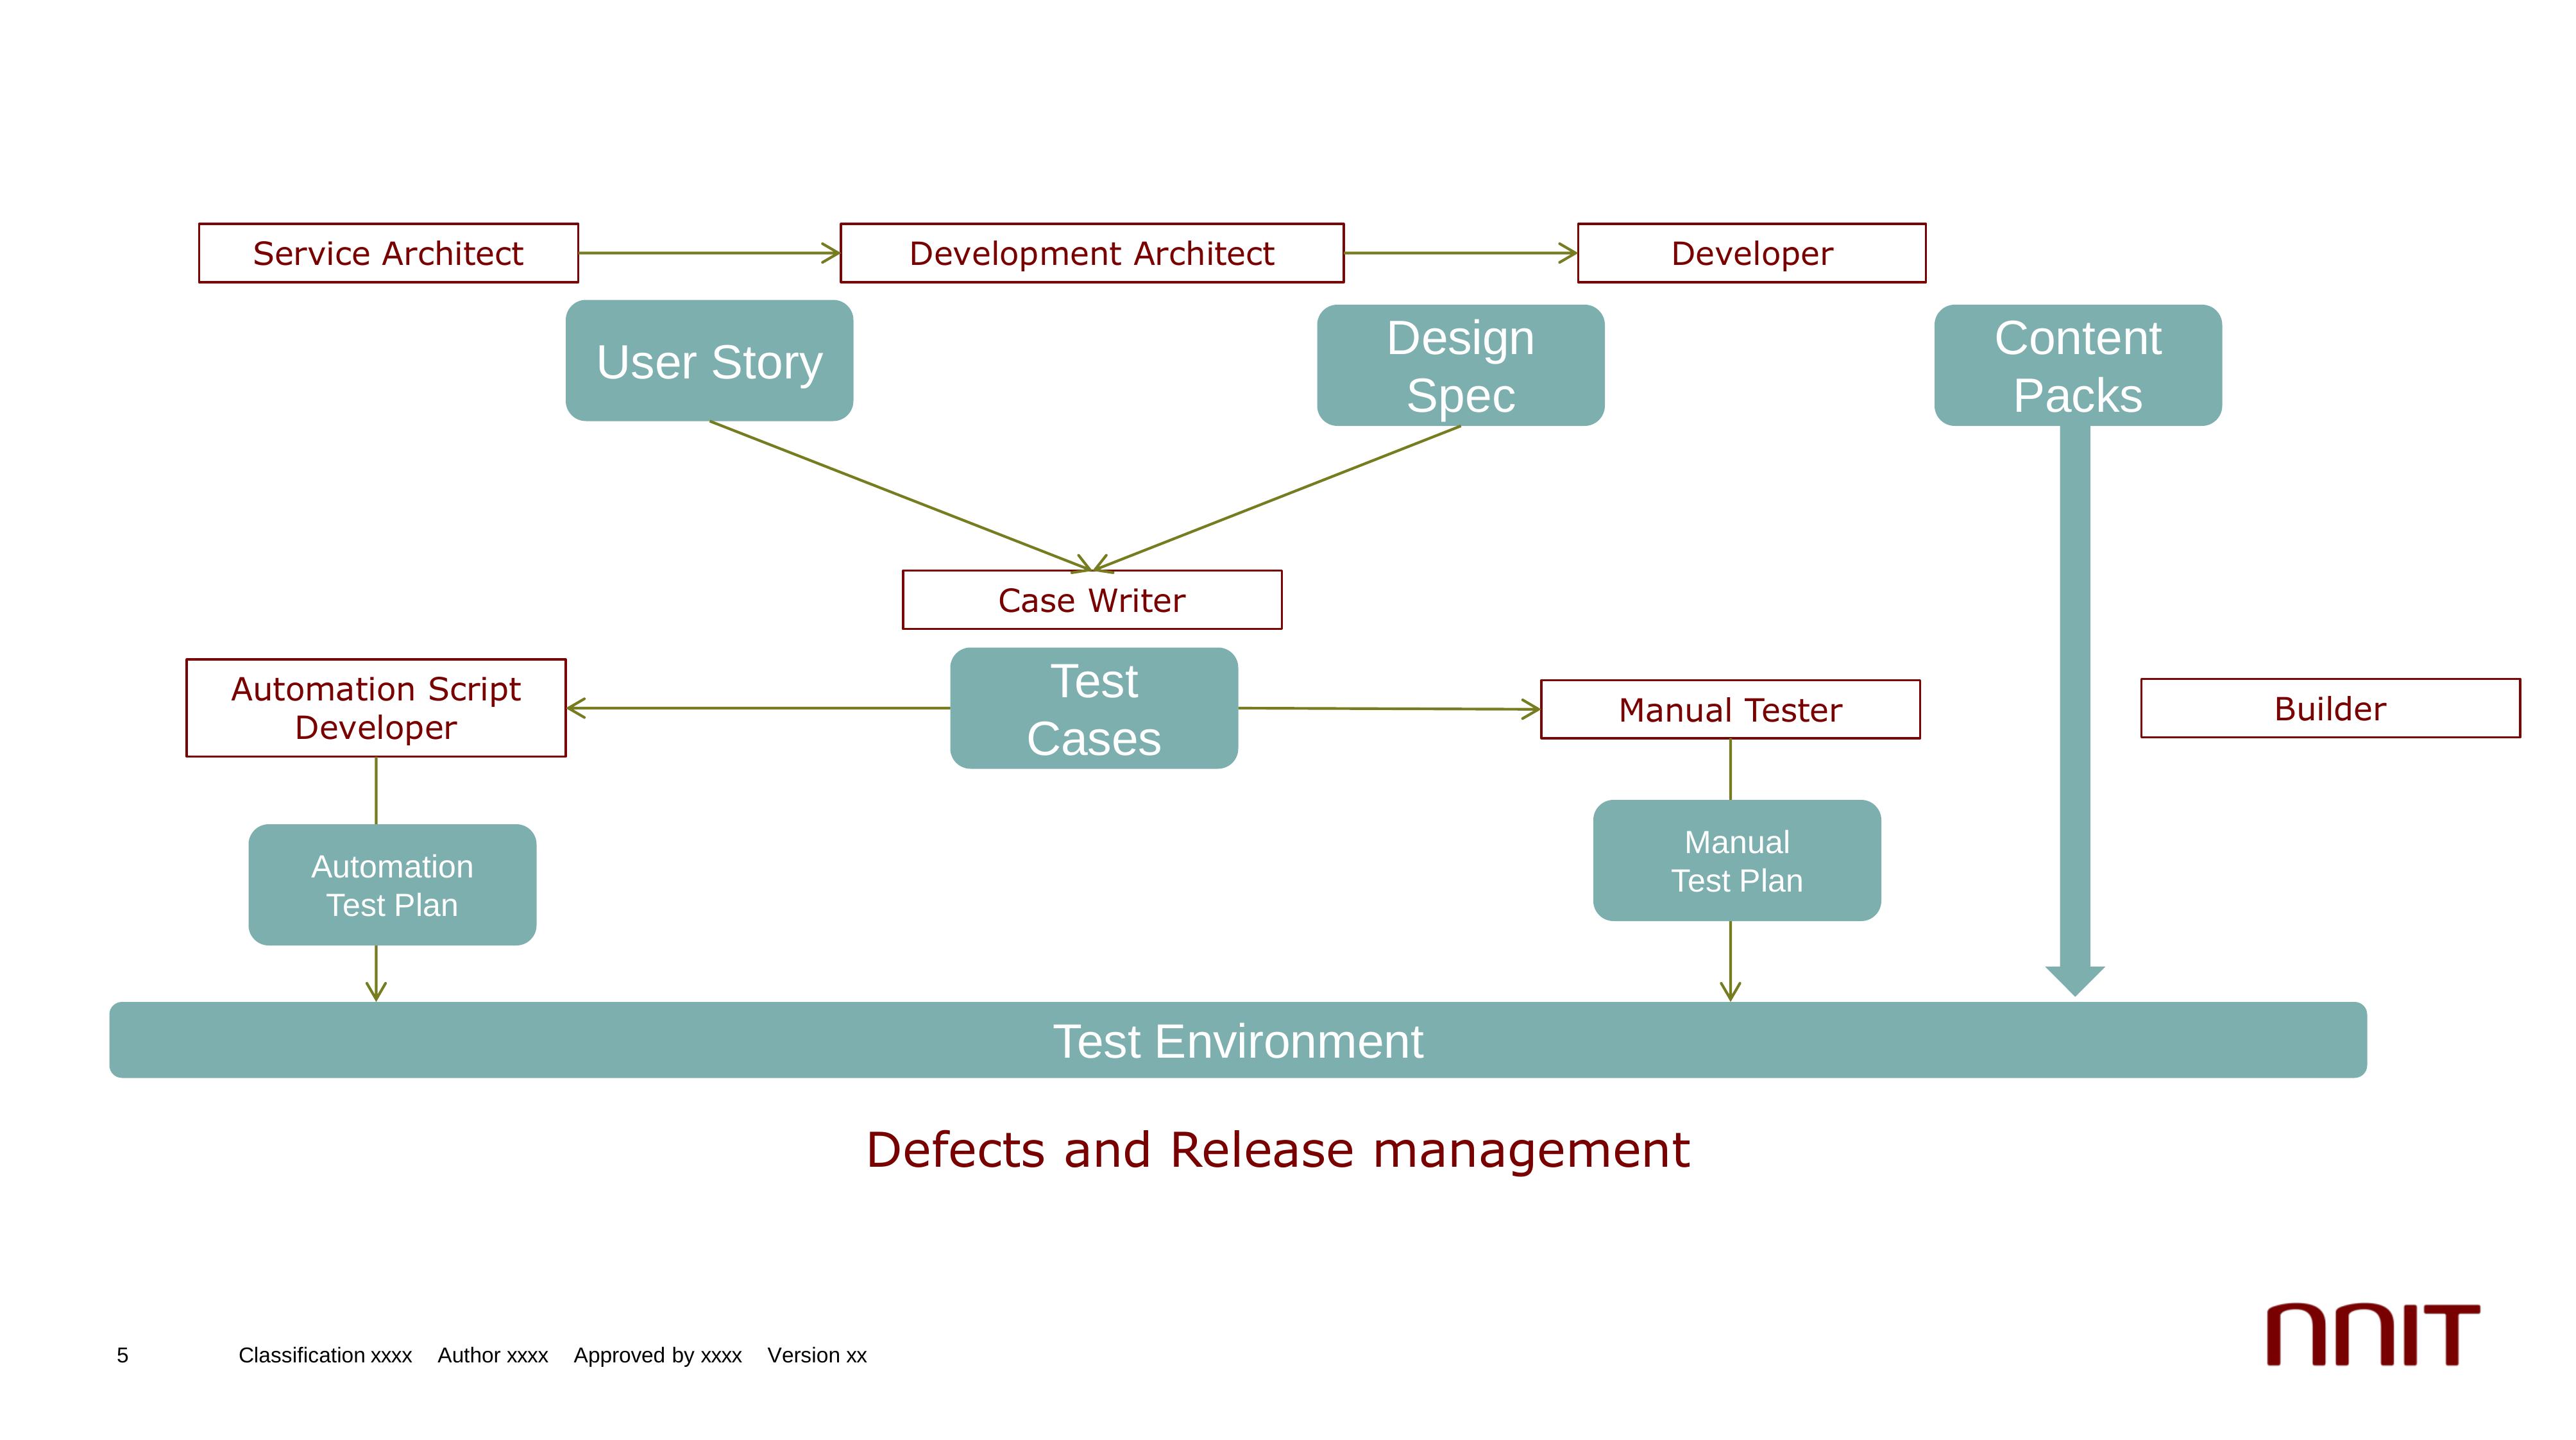 Service Architect
Development Architect
Developer
User Story
Design
Spec
Content
Packs
Case Writer
Test
Cases
Automation Script
Developer
Manual Tester
Builder
Automation
Test Plan
Manual
Test Plan
Test Environment
Defects and Release management
5 Classification xxxx Author xxxx Approved by xxxx Version xx
nnIT